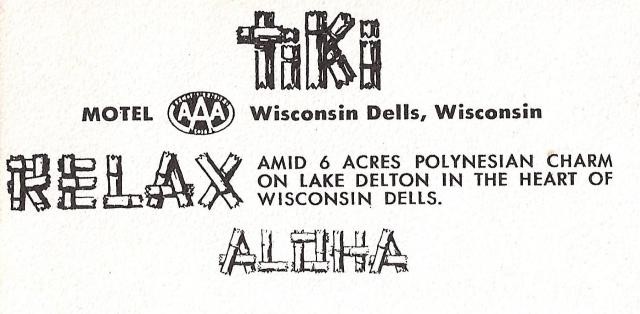 TiKi
MOTEL AAA Wisconsin Dells, Wisconsin
RELAX AMID 6 ACRES POLYNESIAN CHARM
ON LAKE DELTON IN THE HEART OF
WISCONSIN DELLS.
ALOHA